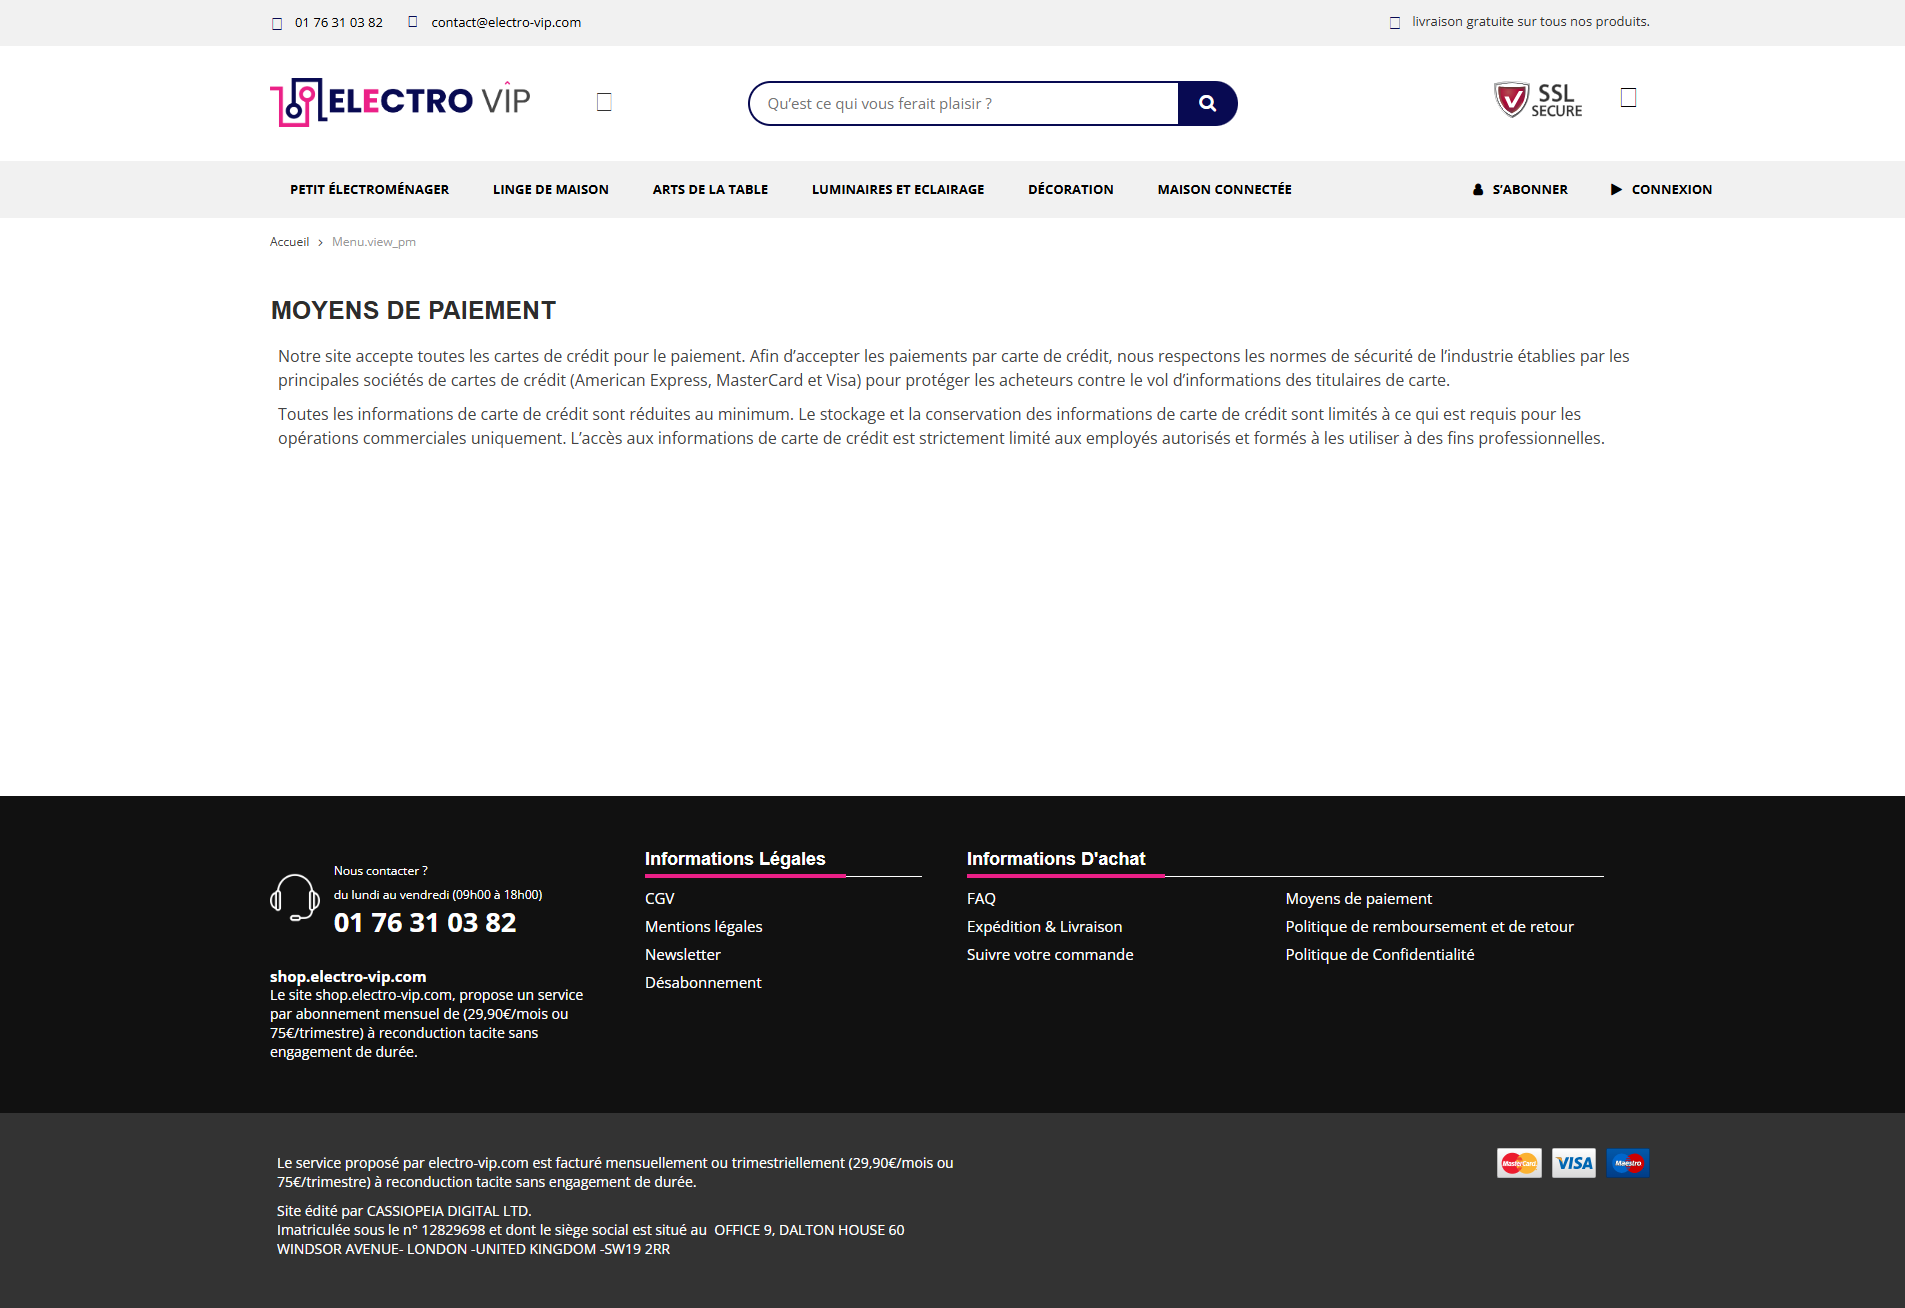 01 76 31 03 82
contact@electro-vip.com
livraison gratuite sur tous nos produits.
ELECTRO VIP
Qu’est ce qui vous ferait plaisir ?
SSL
SECURE
PETIT ÉLECTROMÉNAGER
LINGE DE MAISON
ARTS DE LA TABLE
LUMINAIRES ET ECLAIRAGE
DÉCORATION
MAISON CONNECTÉE
S’ABONNER
CONNEXION
Accueil > Menu.view_pm
MOYENS DE PAIEMENT
Notre site accepte toutes les cartes de crédit pour le paiement. Afin d’accepter les paiements par carte de crédit, nous respectons les normes de sécurité de l’industrie établies par les
principales sociétés de cartes de crédit (American Express, MasterCard et Visa) pour protéger les acheteurs contre le vol d’informations des titulaires de carte.
Toutes les informations de carte de crédit sont réduites au minimum. Le stockage et la conservation des informations de carte de crédit sont limités à ce qui est requis pour les
opérations commerciales uniquement. L’accès aux informations de carte de crédit est strictement limité aux employés autorisés et formés à les utiliser à des fins professionnelles.
Nous contacter ?
du lundi au vendredi (09h00 à 18h00)
01 76 31 03 82
shop.electro-vip.com
Le site shop.electro-vip.com, propose un service
par abonnement mensuel de (29,90€/mois ou
75€/trimestre) à reconduction tacite sans
engagement de durée.
Informations Légales
CGV
Mentions légales
Newsletter
Désabonnement
Informations D'achat
FAQ
Expédition & Livraison
Suivre votre commande
Moyens de paiement
Politique de remboursement et de retour
Politique de Confidentialité
Le service proposé par electro-vip.com est facturé mensuellement ou trimestriellement (29,90€/mois ou
75€/trimestre) à reconduction tacite sans engagement de durée.
Site édité par CASSIOPEIA DIGITAL LTD.
Imatriculée sous le n° 12829698 et dont le siège social est situé au OFFICE 9, DALTON HOUSE 60
WINDSOR AVENUE- LONDON -UNITED KINGDOM -SW19 2RR
MasterCard
VISA
Maestro